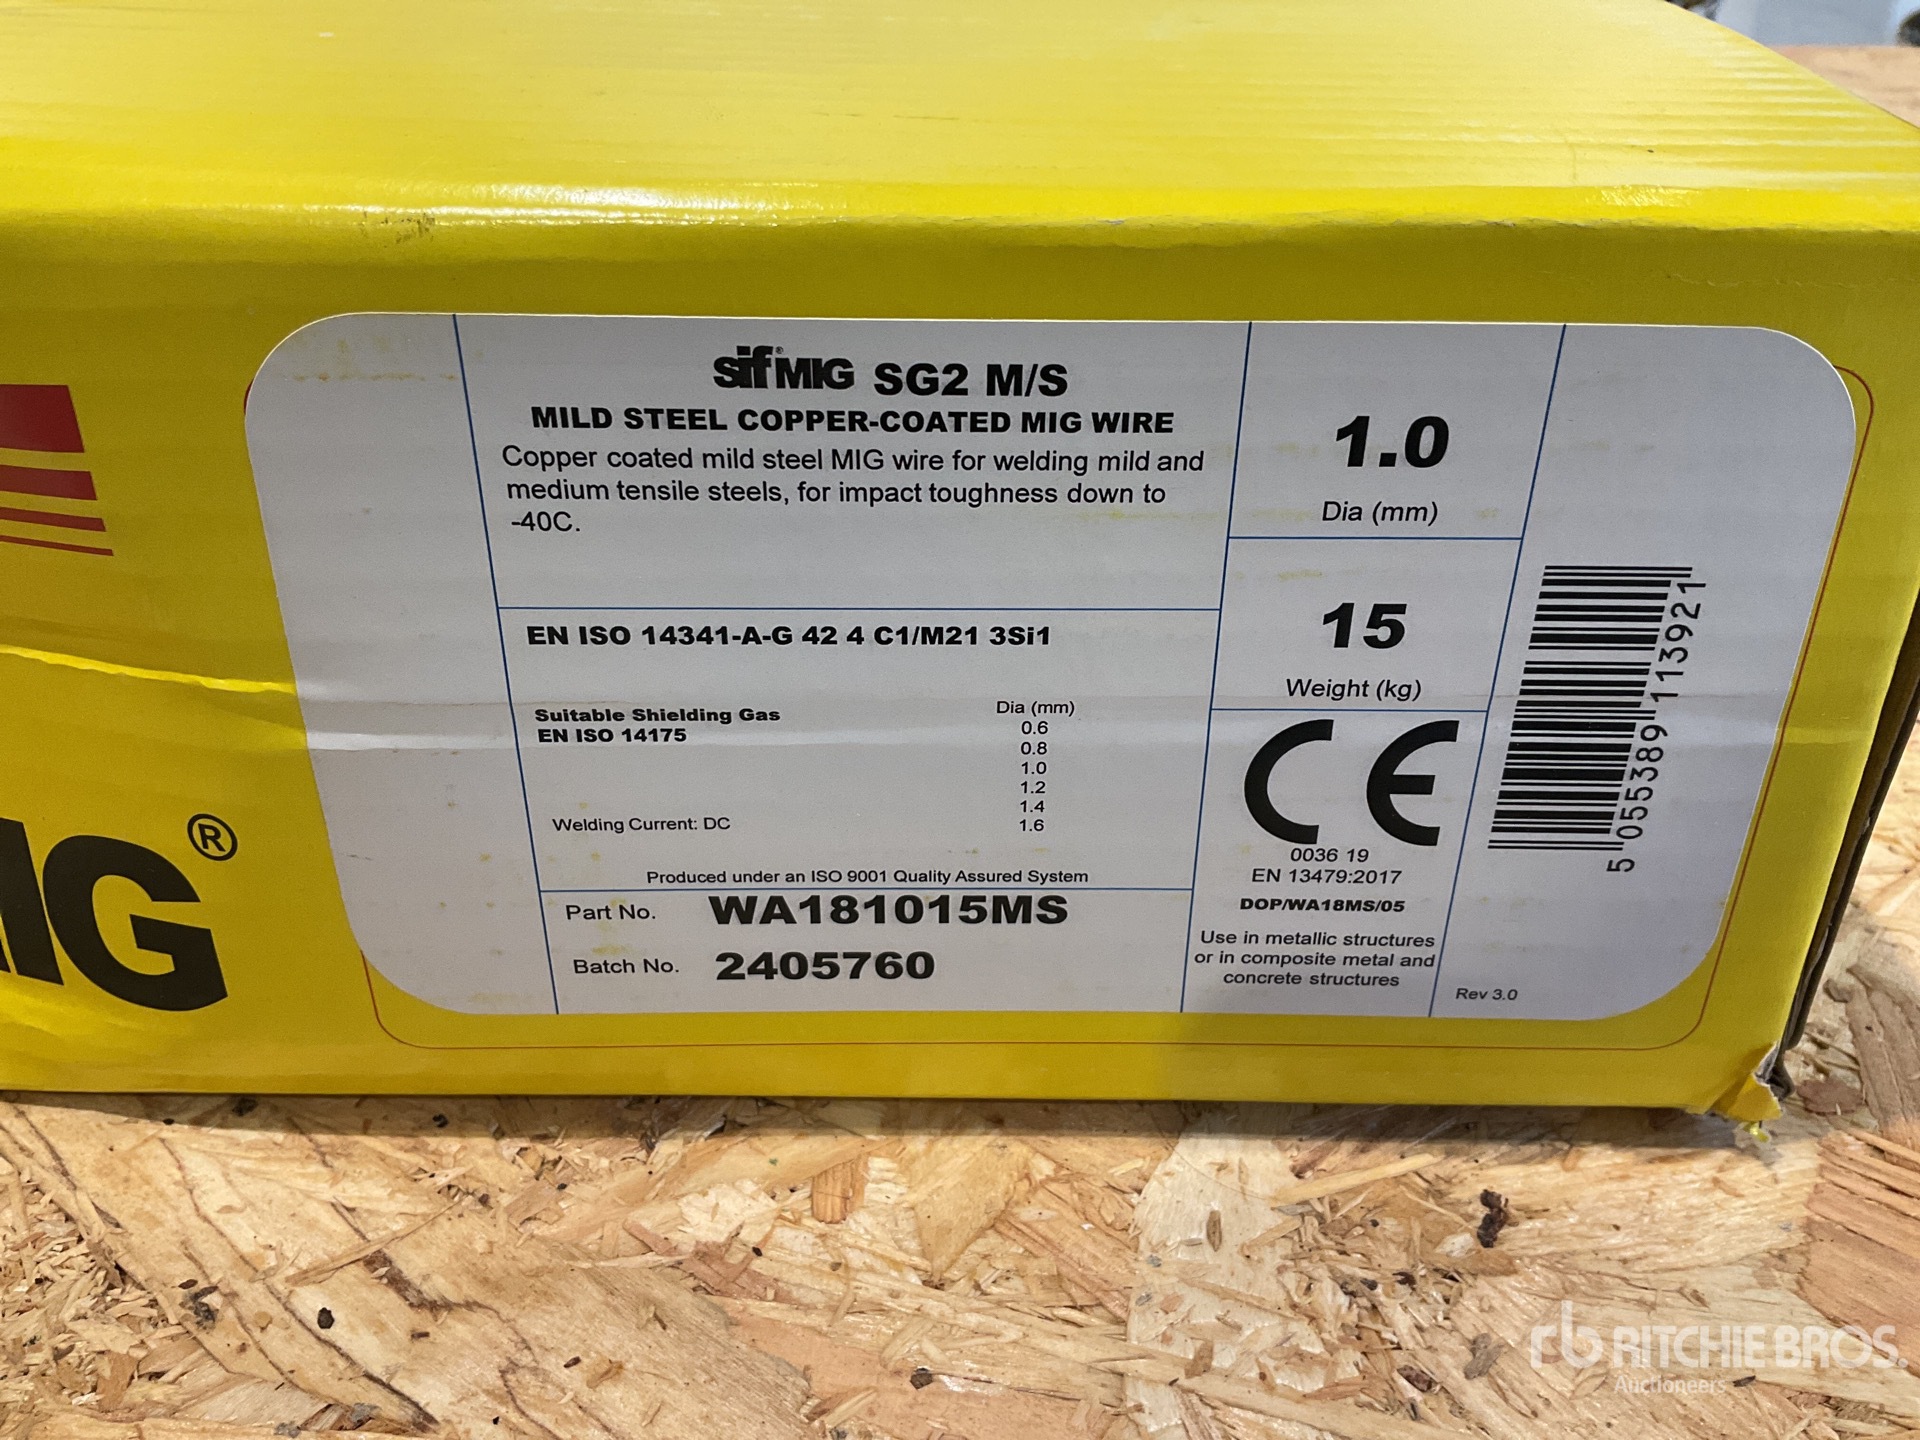 sif®MIG SG2 M/S
MILD STEEL COPPER-COATED MIG WIRE
Copper coated mild steel MIG wire for welding mild and
medium tensile steels, for impact toughness down to
-40C.
EN ISO 14341-A-G 42 4 C1/M21 3Si1
Suitable Shielding Gas
EN ISO 14175
Welding Current: DC
Dia (mm)
0.6
0.8
1.0
1.2
1.4
1.6
Produced under an ISO 9001 Quality Assured System
Part No. WA181015MS
Batch No. 2405760
1.0
Dia (mm)
15
Weight (kg)
CE
0036 19
EN 13479:2017
DOP/WA18MS/05
Use in metallic structures
or in composite metal and
concrete structures
5 055389 113921
Rev 3.0
IG®
rb RITCHIE BROS.
Auctioneers